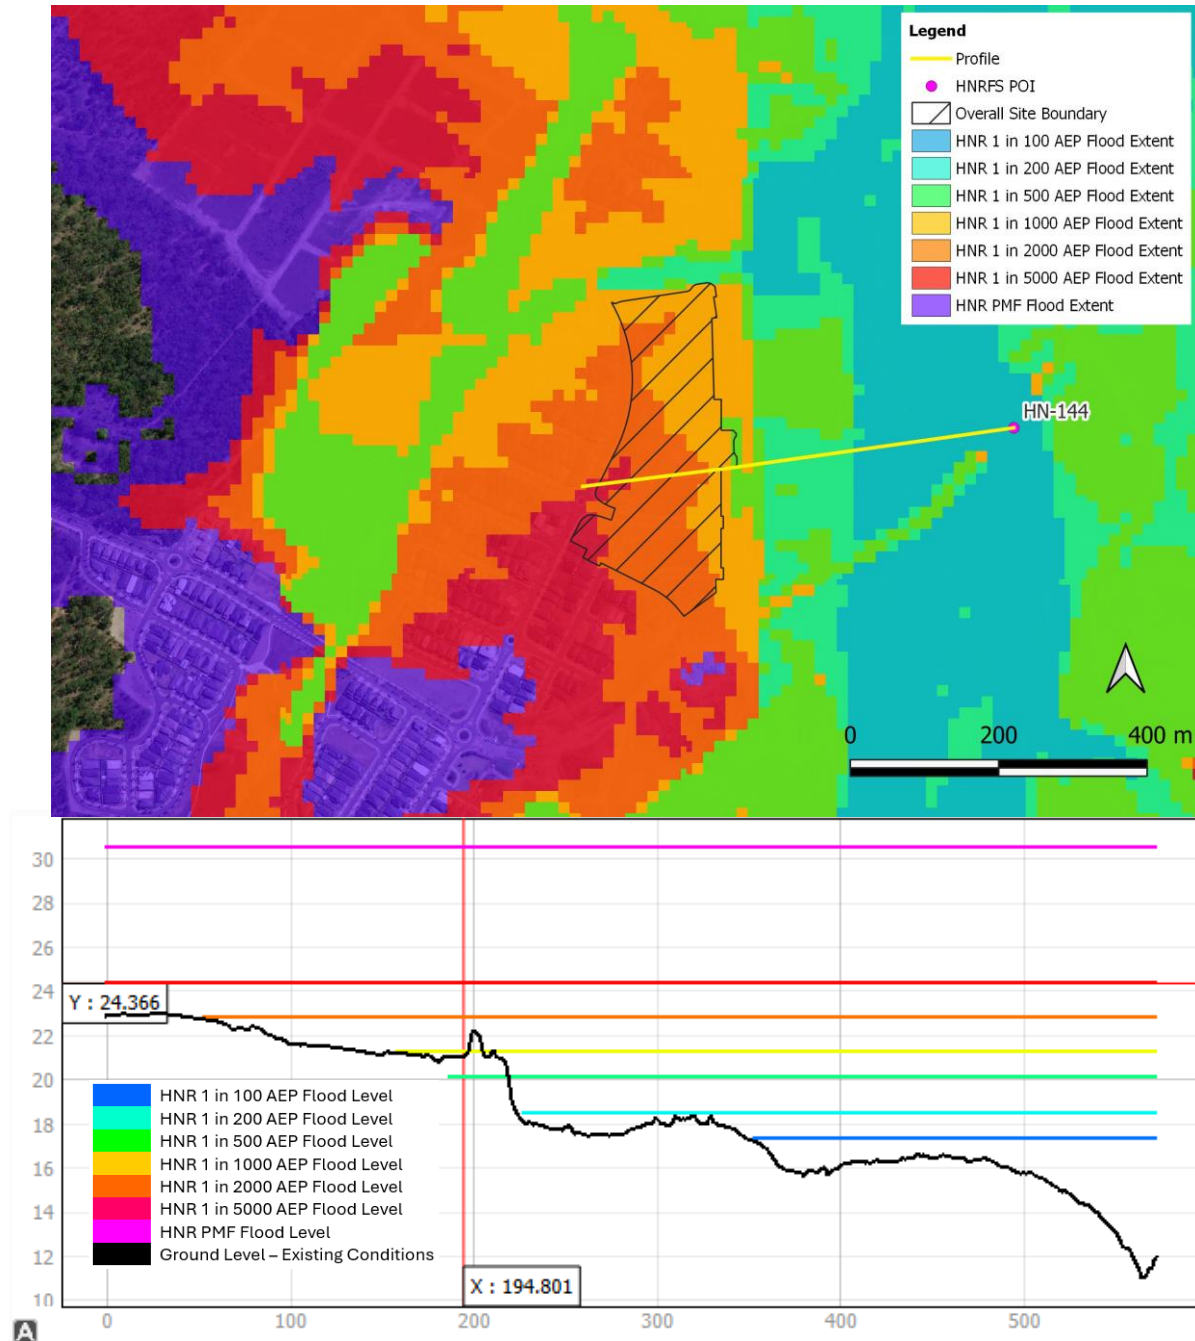 Legend
Profile
HNRFS POI
Overall Site Boundary
HNR 1 in 100 AEP Flood Extent
HNR 1 in 200 AEP Flood Extent
HNR 1 in 500 AEP Flood Extent
HNR 1 in 1000 AEP Flood Extent
HNR 1 in 2000 AEP Flood Extent
HNR 1 in 5000 AEP Flood Extent
HNR PMF Flood Extent
HN-144
0 200 400 m
30
28
26
24
Y : 24.366
22
20
18
16
14
12
10
HNR 1 in 100 AEP Flood Level
HNR 1 in 200 AEP Flood Level
HNR 1 in 500 AEP Flood Level
HNR 1 in 1000 AEP Flood Level
HNR 1 in 2000 AEP Flood Level
HNR 1 in 5000 AEP Flood Level
HNR PMF Flood Level
Ground Level – Existing Conditions
X : 194.801
A
0 100 200 300 400 500